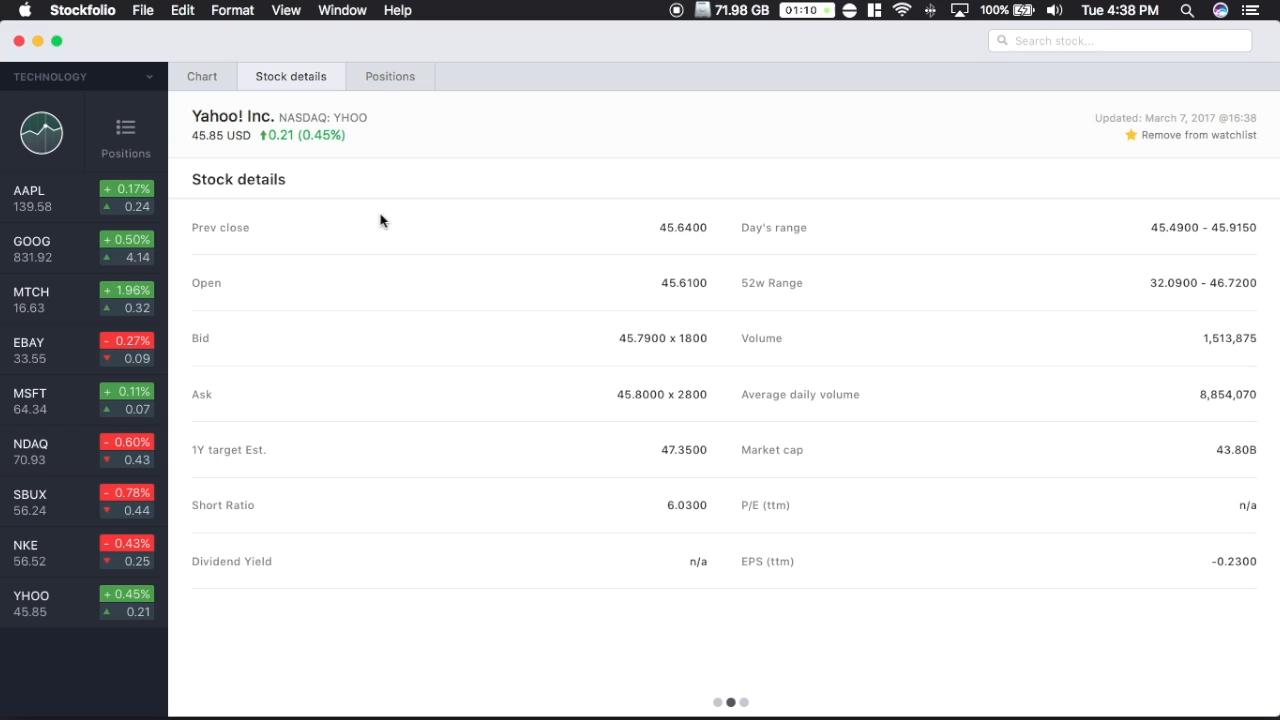 Stockfolio File Edit Format View Window Help 71.98 GB 01:10 100% Tue 4:38 PM
Search stock...
TECHNOLOGY
Chart Stock details Positions
Positions
AAPL + 0.17%
139.58 0.24
GOOG + 0.50%
831.92 4.14
MTCH + 1.96%
16.63 0.32
EBAY - 0.27%
33.55 0.09
MSFT + 0.11%
64.34 0.07
NDAQ - 0.60%
70.93 0.43
SBUX - 0.78%
56.24 0.44
NKE - 0.43%
56.52 0.25
YHOO + 0.45%
45.85 0.21
Yahoo! Inc. NASDAQ: YHOO
45.85 USD 0.21 (0.45%)
Updated: March 7, 2017 @16:38
Remove from watchlist
Stock details
Prev close 45.6400 Day's range 45.4900 - 45.9150
Open 45.6100 52w Range 32.0900 - 46.7200
Bid 45.7900 x 1800 Volume 1,513,875
Ask 45.8000 x 2800 Average daily volume 8,854,070
1Y target Est. 47.3500 Market cap 43.80B
Short Ratio 6.0300 P/E (ttm) n/a
Dividend Yield n/a EPS (ttm) -0.2300